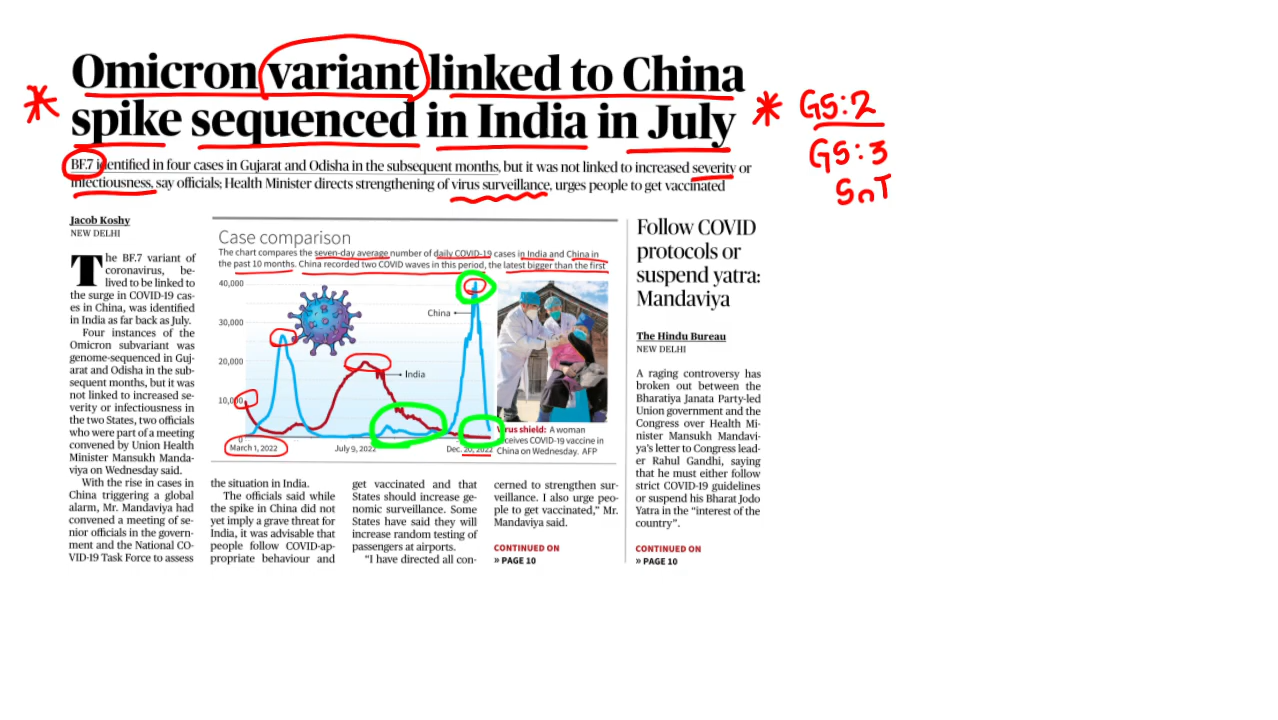 Omicron variant linked to China
spike sequenced in India in July
* * GS:2
GS:3
SnT
BF.7 identified in four cases in Gujarat and Odisha in the subsequent months, but it was not linked to increased severity or
infectiousness, say officials; Health Minister directs strengthening of virus surveillance, urges people to get vaccinated
Jacob Koshy
NEW DELHI
The BF.7 variant of
coronavirus, be-
lieved to be linked to
the surge in COVID-19 cas-
es in China, was identified
in India as far back as July.
Four instances of the
Omicron subvariant was
genome-sequenced in Guj-
arat and Odisha in the sub-
sequent months, but it was
not linked to increased se-
verity or infectiousness in
the two States, two officials
who were part of a meeting
convened by Union Health
Minister Mansukh Manda-
viya on Wednesday said.
With the rise in cases in
China triggering a global
alarm, Mr. Mandaviya had
convened a meeting of se-
nior officials in the govern-
ment and the National CO-
VID-19 Task Force to assess
Case comparison
The chart compares the seven-day average number of daily COVID-19 cases in India and China in
the past 10 months. China recorded two COVID waves in this period, the latest bigger than the first
40,000
30,000
20,000
10,000
0
China
India
March 1, 2022
July 9, 2022
Dec. 20, 2022
Virus shield: A woman
receives COVID-19 vaccine in
China on Wednesday. AFP
the situation in India.
The officials said while
the spike in China did not
yet imply a grave threat for
India, it was advisable that
people follow COVID-ap-
propriate behaviour and
get vaccinated and that
States should increase ge-
nomic surveillance. Some
States have said they will
increase random testing of
passengers at airports.
"I have directed all con-
cerned to strengthen sur-
veillance. I also urge peo-
ple to get vaccinated," Mr.
Mandaviya said.
CONTINUED ON
» PAGE 10
Follow COVID
protocols or
suspend yatra:
Mandaviya
The Hindu Bureau
NEW DELHI
A raging controversy has
broken out between the
Bharatiya Janata Party-led
Union government and the
Congress over Health Mi-
nister Mansukh Mandavi-
ya's letter to Congress lead-
er Rahul Gandhi, saying
that he must either follow
strict COVID-19 guidelines
or suspend his Bharat Jodo
Yatra in the "interest of the
country".
CONTINUED ON
» PAGE 10